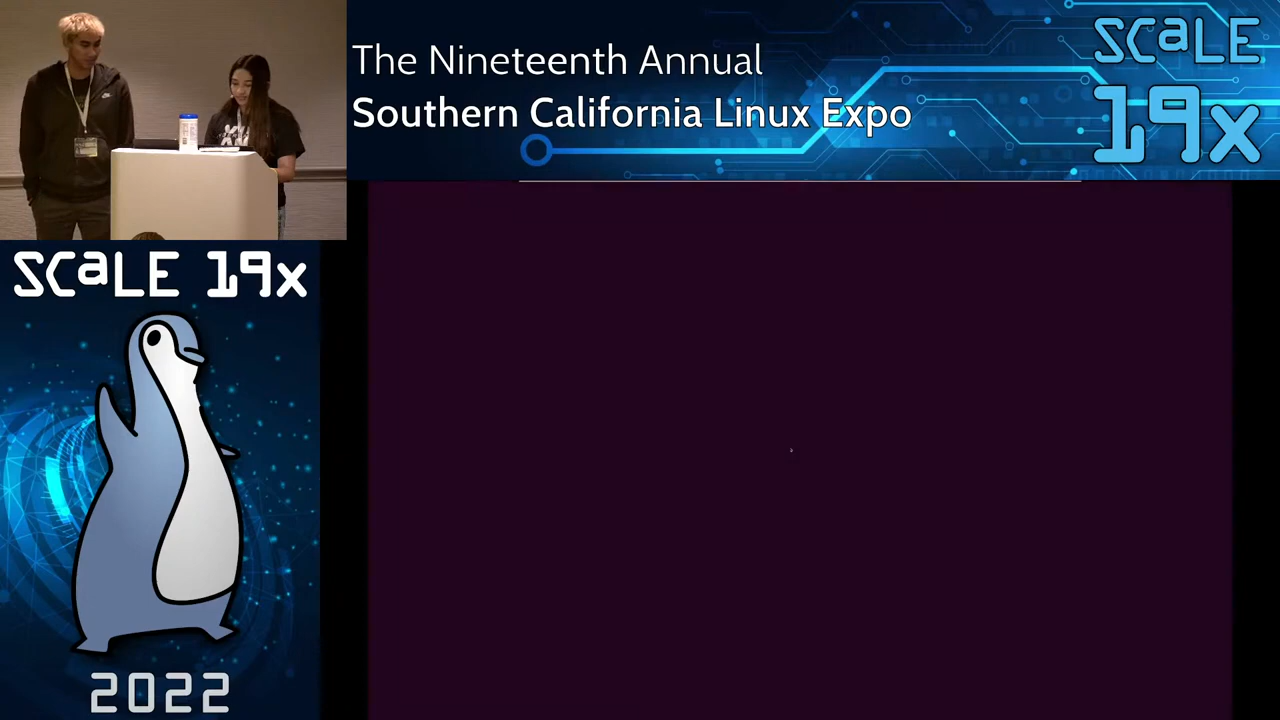 The Nineteenth Annual
Southern California Linux Expo
SCaLE
19x
SCaLE 19x
2022